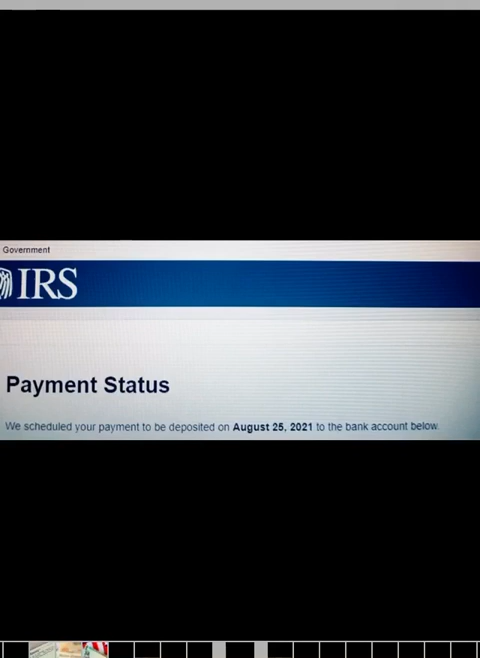 Government
IRS
Payment Status
We scheduled your payment to be deposited on August 25, 2021 to the bank account below.